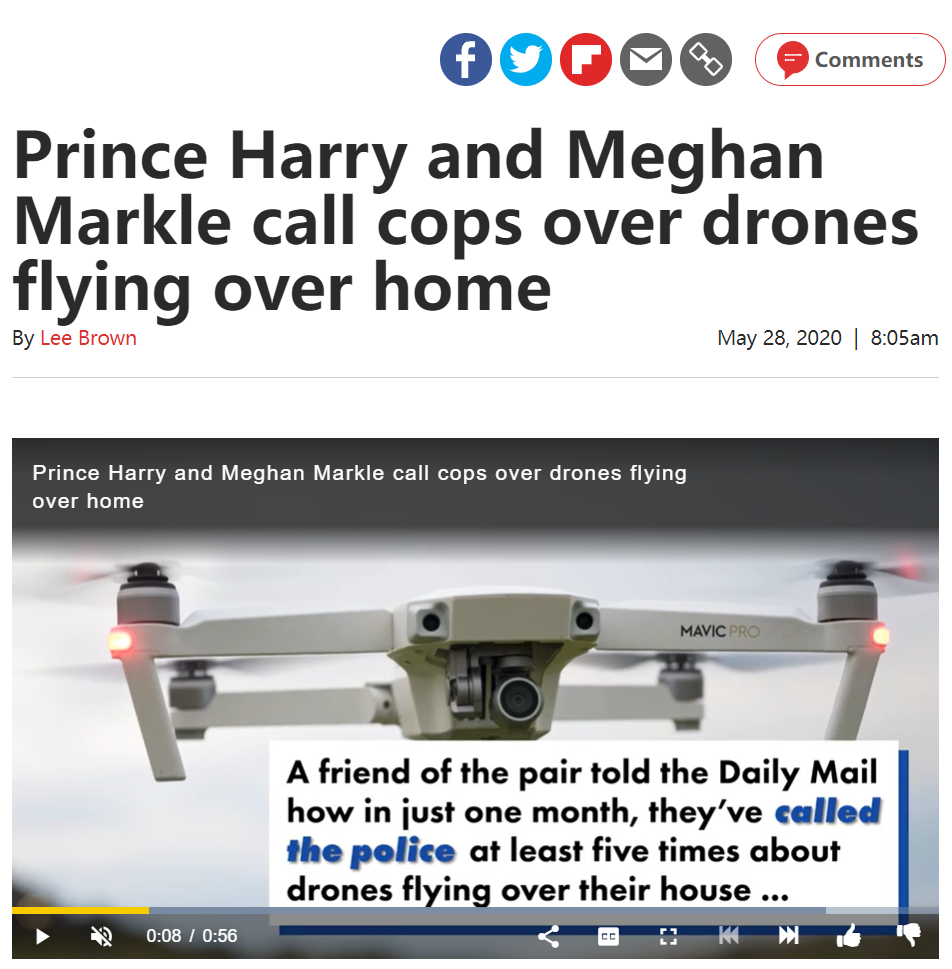 Comments
Prince Harry and Meghan
Markle call cops over drones
flying over home
By Lee Brown
May 28, 2020 | 8:05am
Prince Harry and Meghan Markle call cops over drones flying
over home
MAVIC PRO
A friend of the pair told the Daily Mail
how in just one month, they've called
the police at least five times about
drones flying over their house ...
0:08 / 0:56
CC